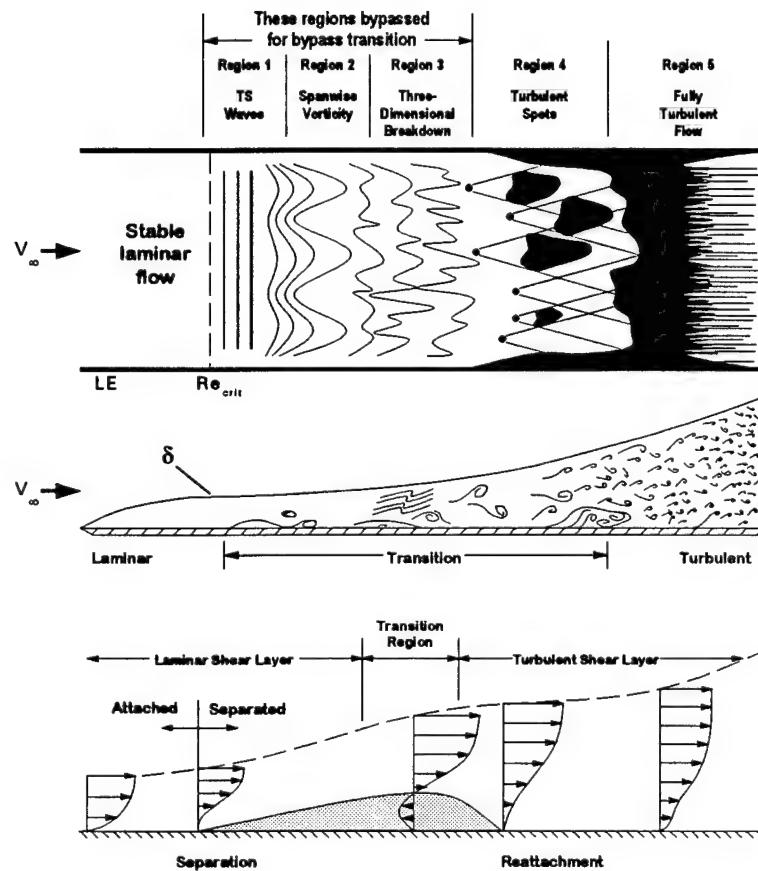 These regions bypassed
for bypass transition
Region 1
TS
Waves
Region 2
Spanwise
Vorticity
Region 3
Three-
Dimensional
Breakdown
Region 4
Turbulent
Spots
Region 5
Fully
Turbulent
Flow
V∞
Stable
laminar
flow
LE
Re crit
δ
V∞
Laminar
Transition
Turbulent
Transition
Region
Laminar Shear Layer
Turbulent Shear Layer
Attached
Separated
Separation
Reattachment